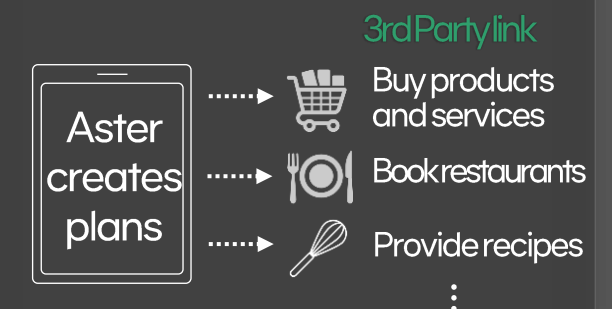 3rd Party link
Aster
creates
plans
Buy products
and services
Book restaurants
Provide recipes